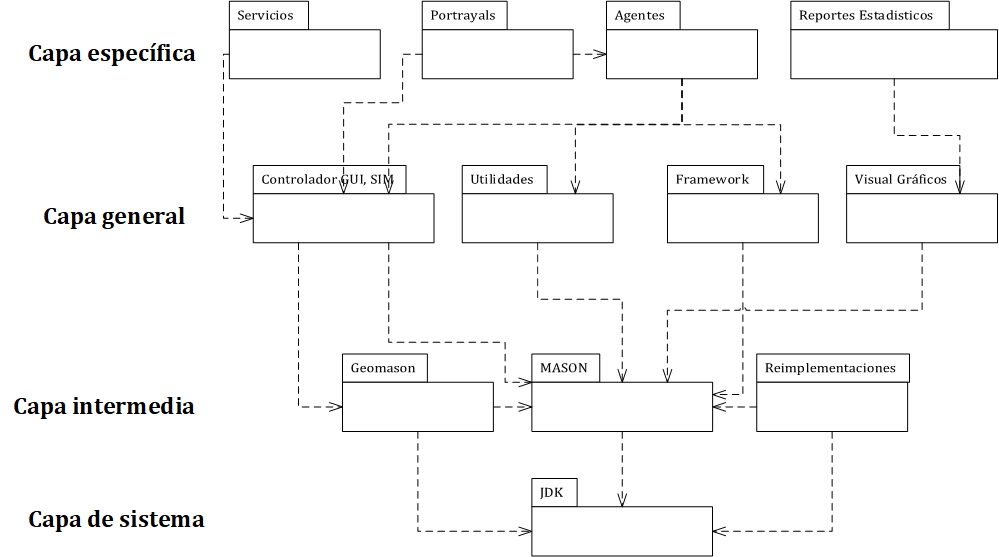 Servicios
Portrayals
Agentes
Reportes Estadisticos
Capa específica
Controlador GUI, SIM
Utilidades
Framework
Visual Gráficos
Capa general
Geomason
MASON
Reimplementaciones
Capa intermedia
JDK
Capa de sistema